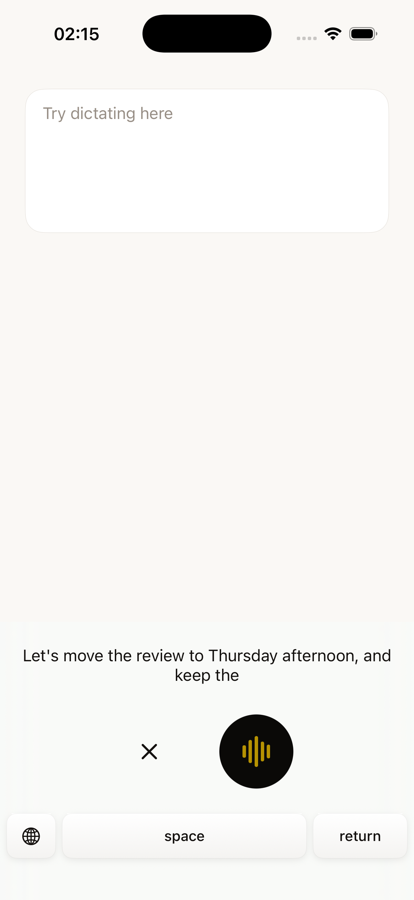 02:15
Try dictating here
Let's move the review to Thursday afternoon, and
keep the
space
return